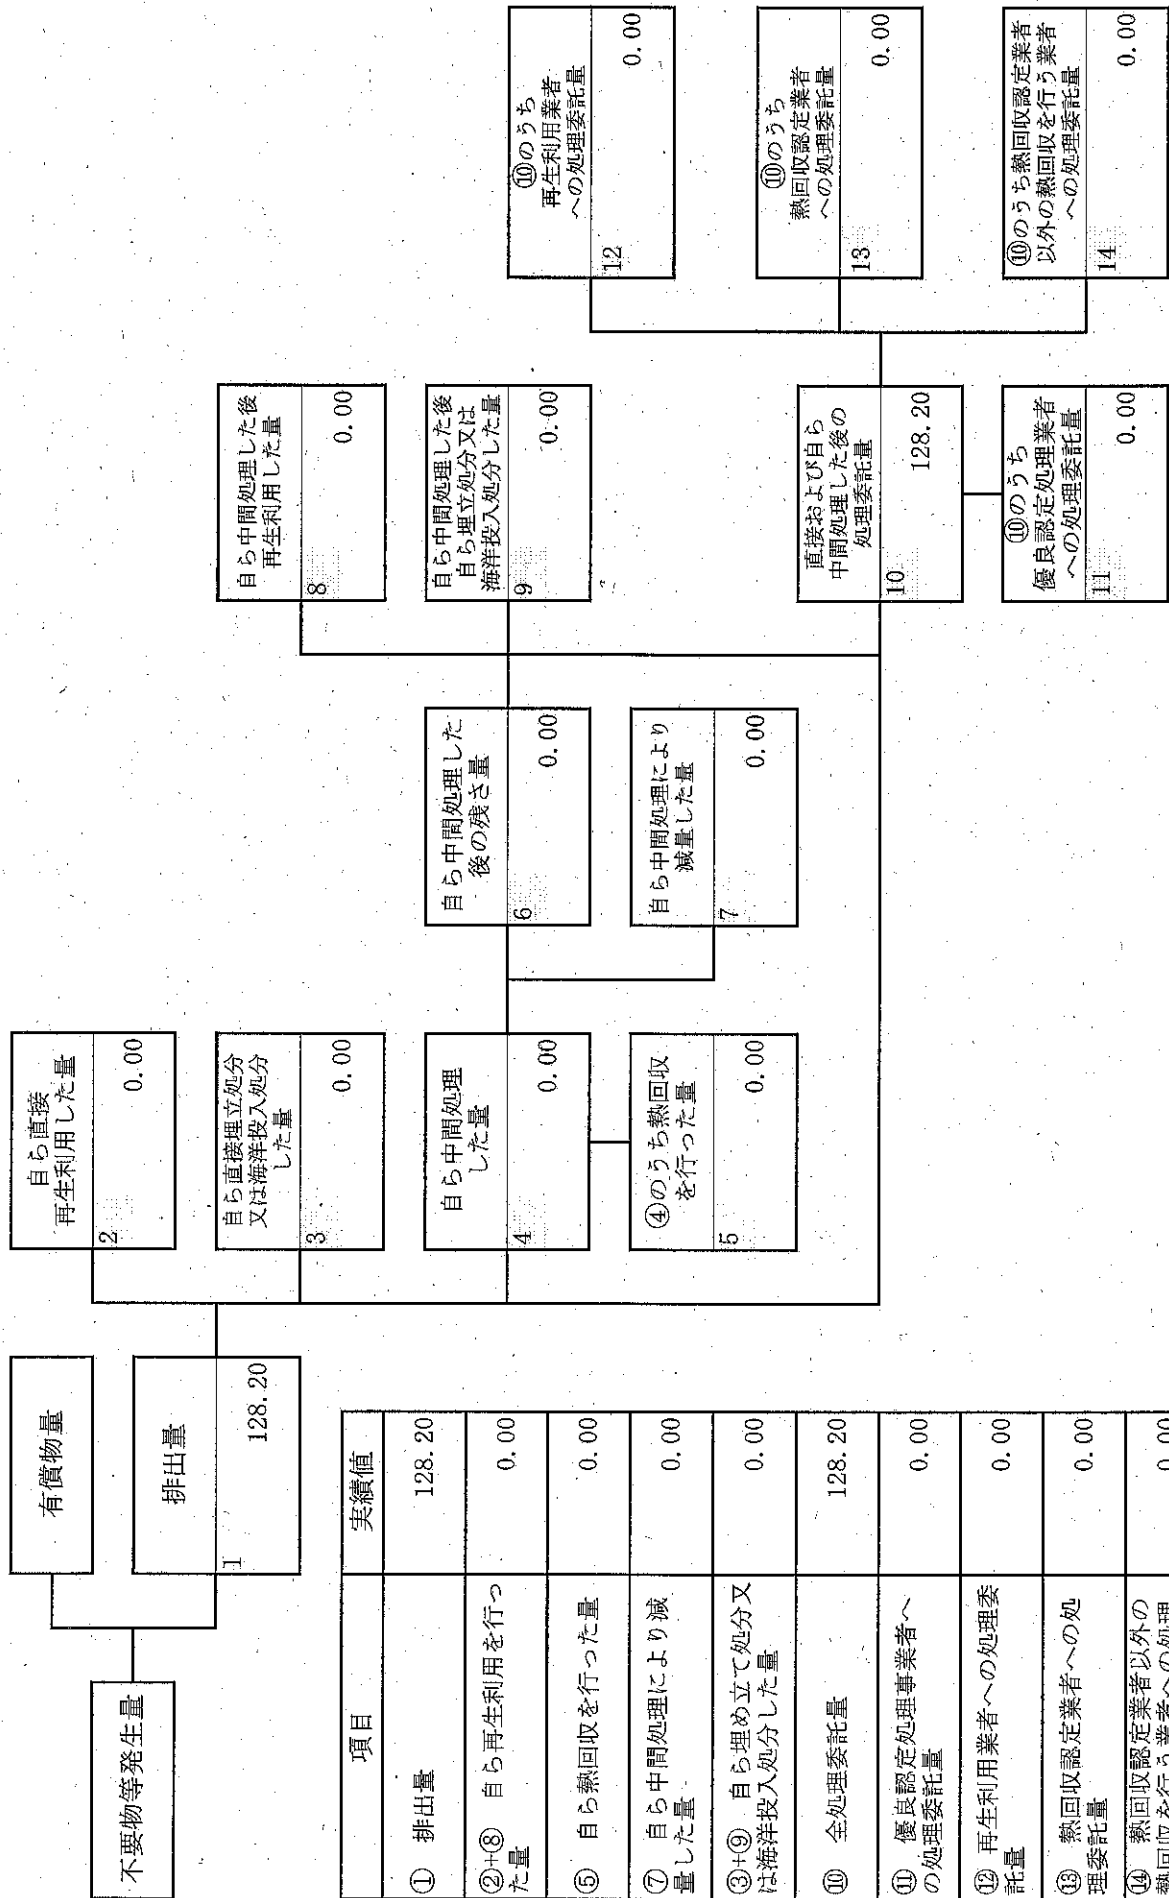 不要物等発生量
有償物量
排出量
1
128.20
自ら直接
再生利用した量
2
0.00
自ら直接埋立処分
又は海洋投入処分
した量
3
0.00
自ら中間処理
した量
4
0.00
④のうち熱回収
を行った量
5
0.00
自ら中間処理した
後の残さ量
6
0.00
自ら中間処理により
減量した量
7
0.00
自ら中間処理した後
再生利用した量
8
0.00
自ら中間処理した後
自ら埋立処分又は
海洋投入処分した量
9
0.00
直接および自ら
中間処理した後の
処理委託量
10
128.20
⑩のうち
優良認定処理業者
への処理委託量
11
0.00
⑩のうち
再生利用業者
への処理委託量
12
0.00
⑩のうち
熱回収認定業者
への処理委託量
13
0.00
⑩のうち熱回収認定業者
以外の熱回収を行う業者
への処理委託量
14
0.00
項目 実績値
① 排出量 128.20
②+⑧ 自ら再生利用を行っ
た量 0.00
⑤ 自ら熱回収を行った量 0.00
⑦ 自ら中間処理により減
量した量 0.00
③+⑨ 自ら埋め立て処分又
は海洋投入処分した量 0.00
⑩ 全処理委託量 128.20
⑪ 優良認定処理事業者へ
の処理委託量 0.00
⑫ 再生利用業者への処理委
託量 0.00
⑬ 熱回収認定業者への処
理委託量 0.00
⑭ 熱回収認定業者以外の
熱回収を行う業者への処理 0.00